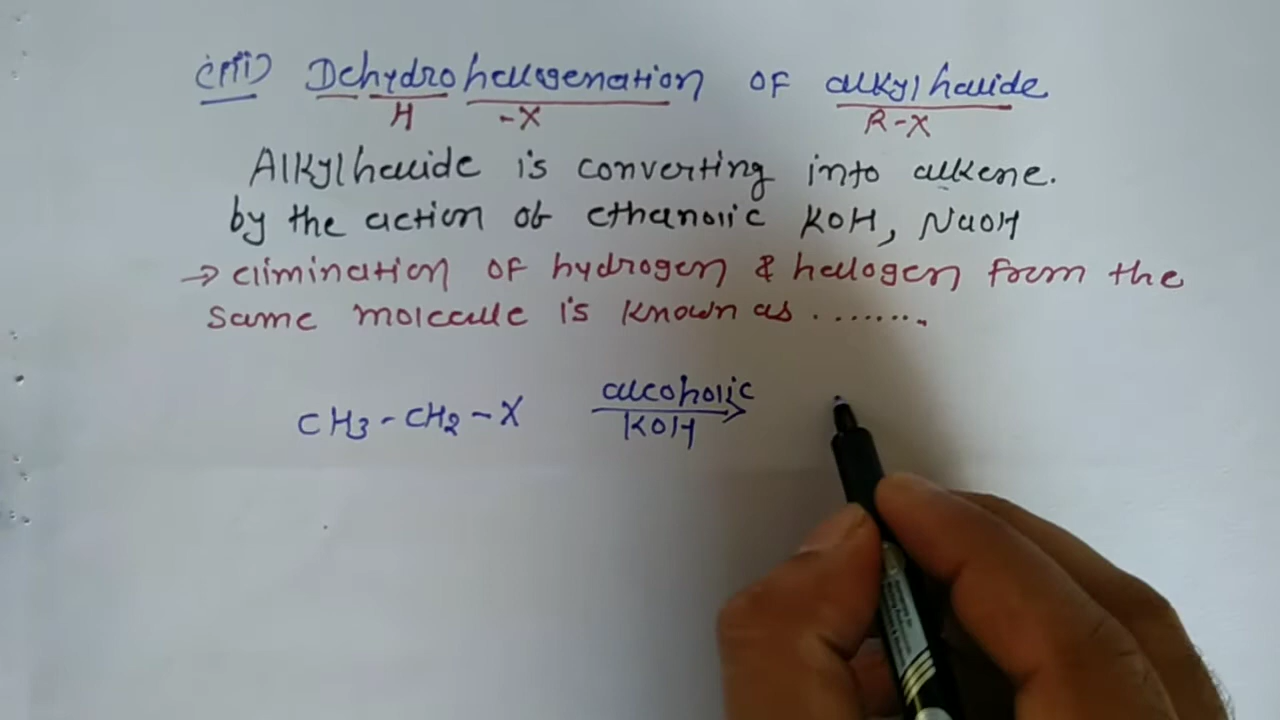 (iii) Dehydrohalogenation of alkylhalide
H -X R-X
Alkylhalide is converting into alkene.
by the action of ethanolic KOH, NaOH
→ elimination of hydrogen & hallogen from the
same molecule is known as ........
CH3-CH2-X alcoholic
KOH